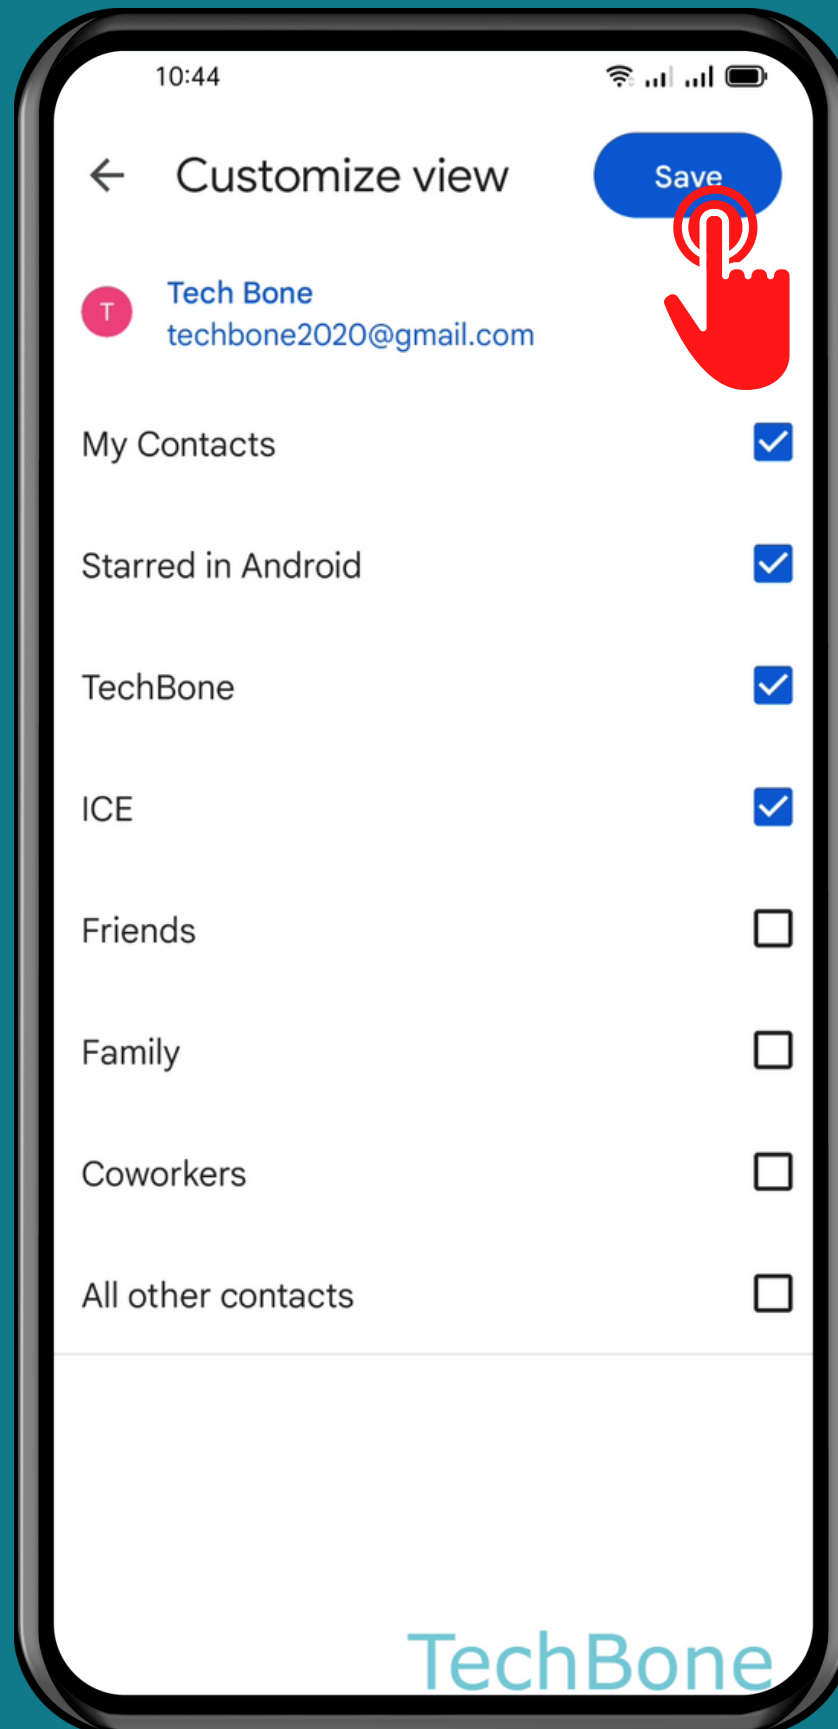 10:44
Customize view
Save
T
Tech Bone
techbone2020@gmail.com
My Contacts
Starred in Android
TechBone
ICE
Friends
Family
Coworkers
All other contacts
TechBone